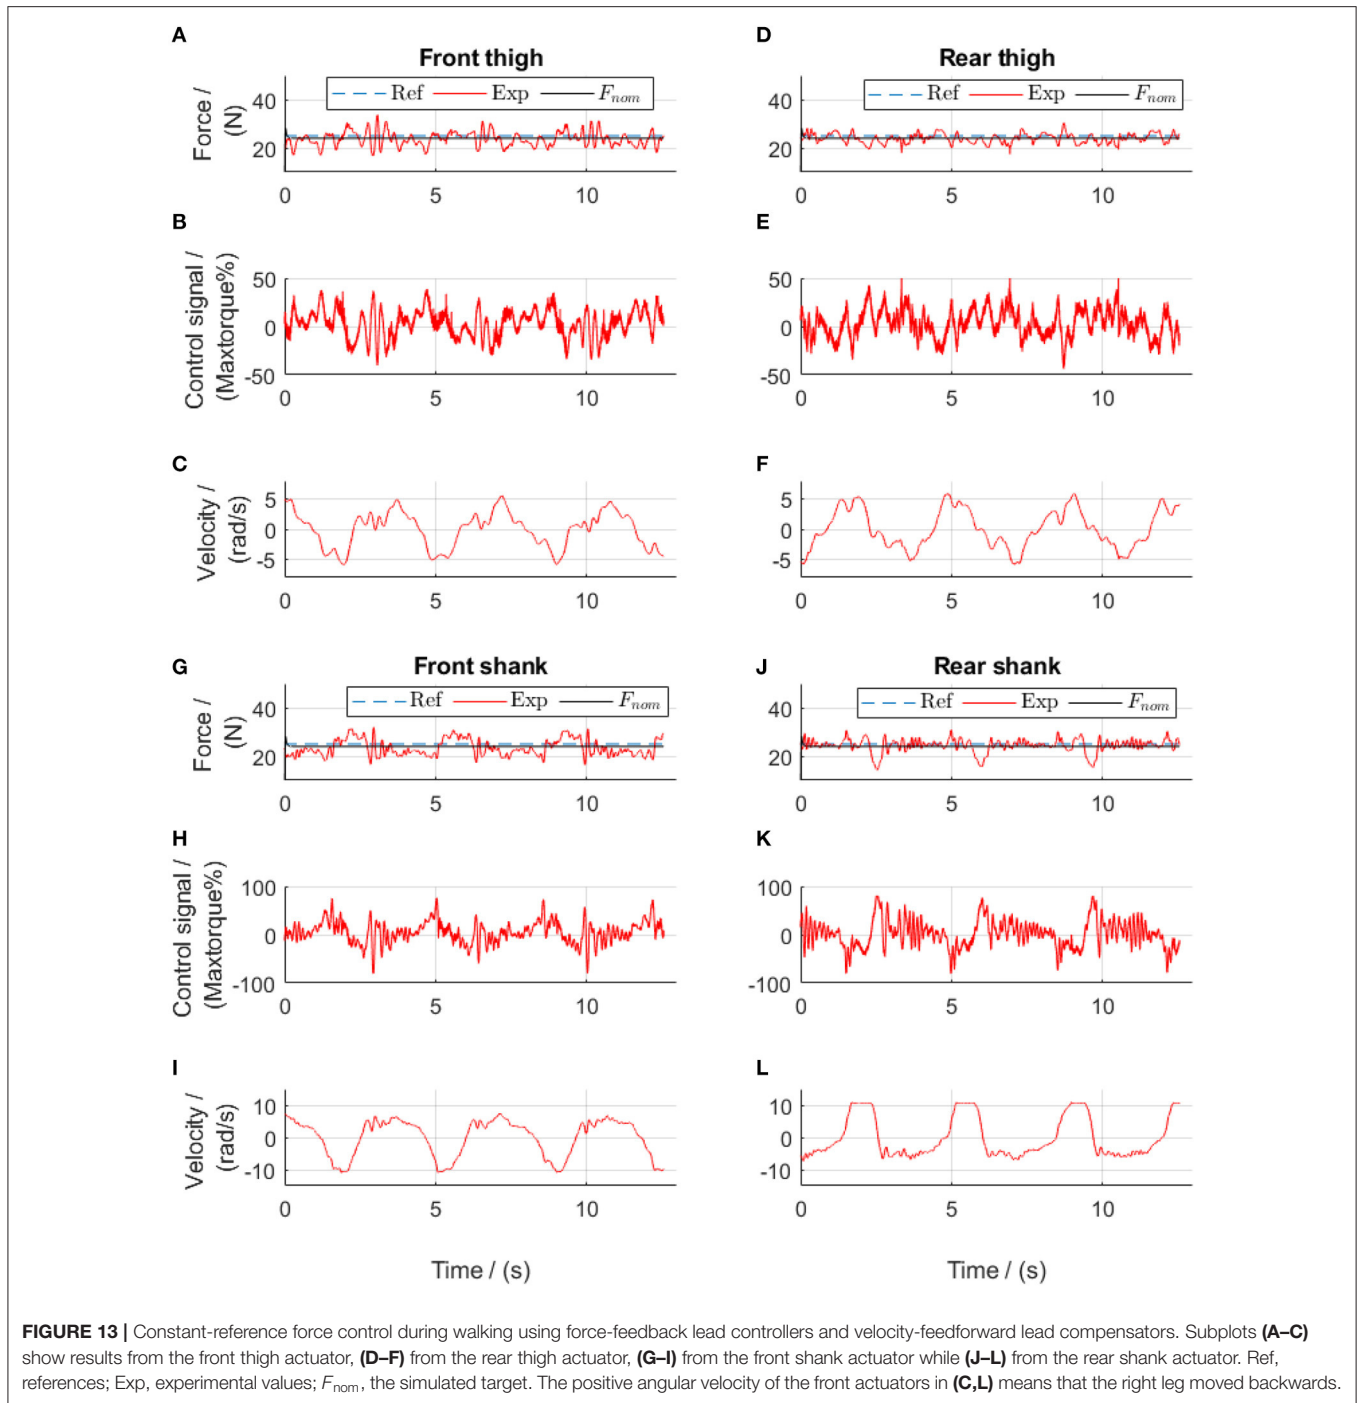 A
D
Front thigh
Rear thigh
Ref Exp Fnom
Ref Exp Fnom
Force / (N)
40
20
0 5 10
40
20
0 5 10
B
E
Control signal / (Maxtorque%)
50
0
-50
0 5 10
50
0
-50
0 5 10
C
F
Velocity / (rad/s)
5
0
-5
0 5 10
5
0
-5
0 5 10
G
J
Front shank
Rear shank
Ref Exp Fnom
Ref Exp Fnom
Force / (N)
40
20
0 5 10
40
20
0 5 10
H
K
Control signal / (Maxtorque%)
100
0
-100
0 5 10
100
0
-100
0 5 10
I
L
Velocity / (rad/s)
10
0
-10
0 5 10
10
0
-10
0 5 10
Time / (s)
Time / (s)
FIGURE 13 | Constant-reference force control during walking using force-feedback lead controllers and velocity-feedforward lead compensators. Subplots (A–C)
show results from the front thigh actuator, (D–F) from the rear thigh actuator, (G–I) from the front shank actuator while (J–L) from the rear shank actuator. Ref,
references; Exp, experimental values; Fnom, the simulated target. The positive angular velocity of the front actuators in (C,L) means that the right leg moved backwards.